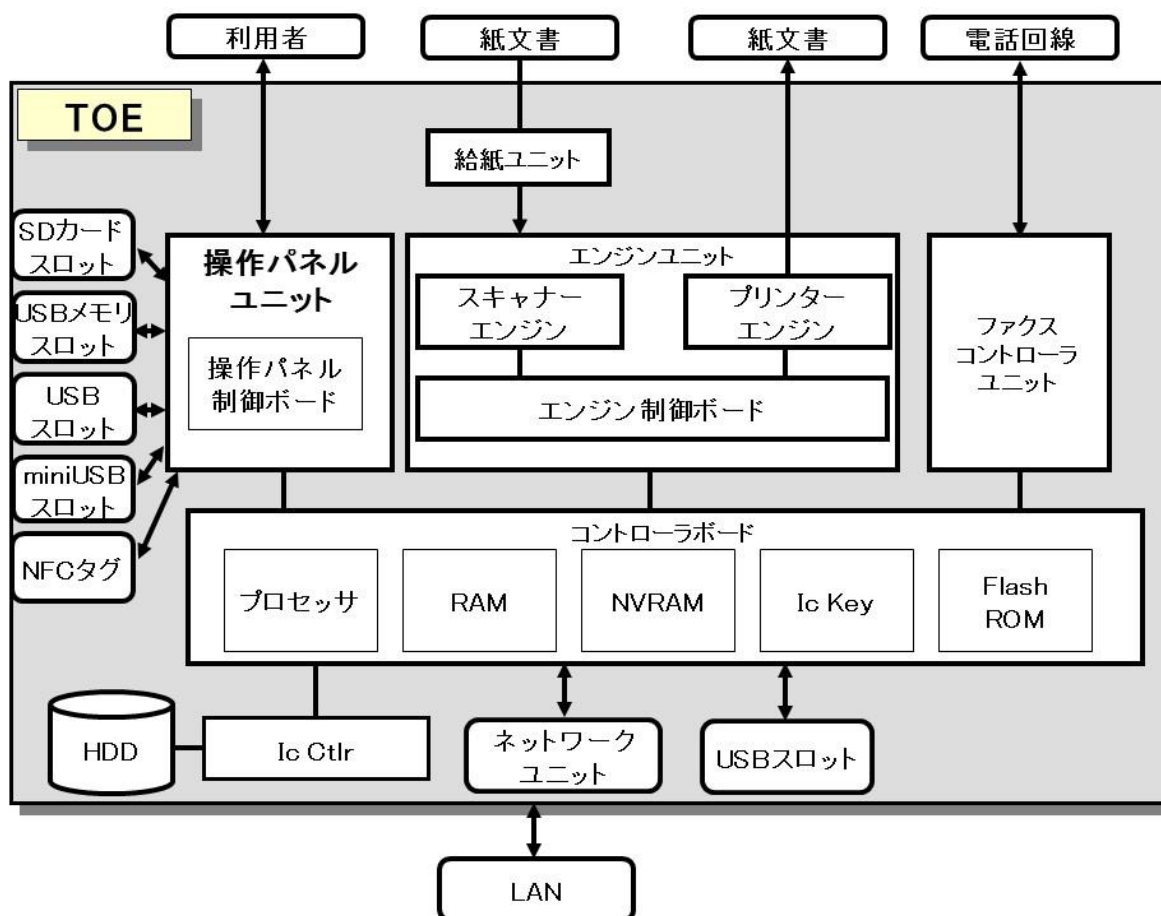 利用者
紙文書
紙文書
電話回線
TOE
給紙ユニット
SDカード
スロット
USBメモリ
スロット
USB
スロット
miniUSB
スロット
NFCタグ
操作パネル
ユニット
操作パネル
制御ボード
エンジンユニット
スキャナー
エンジン
プリンター
エンジン
エンジン制御ボード
ファクス
コントローラ
ユニット
コントローラボード
プロセッサ
RAM
NVRAM
Ic Key
Flash
ROM
HDD
Ic Ctlr
ネットワーク
ユニット
USBスロット
LAN